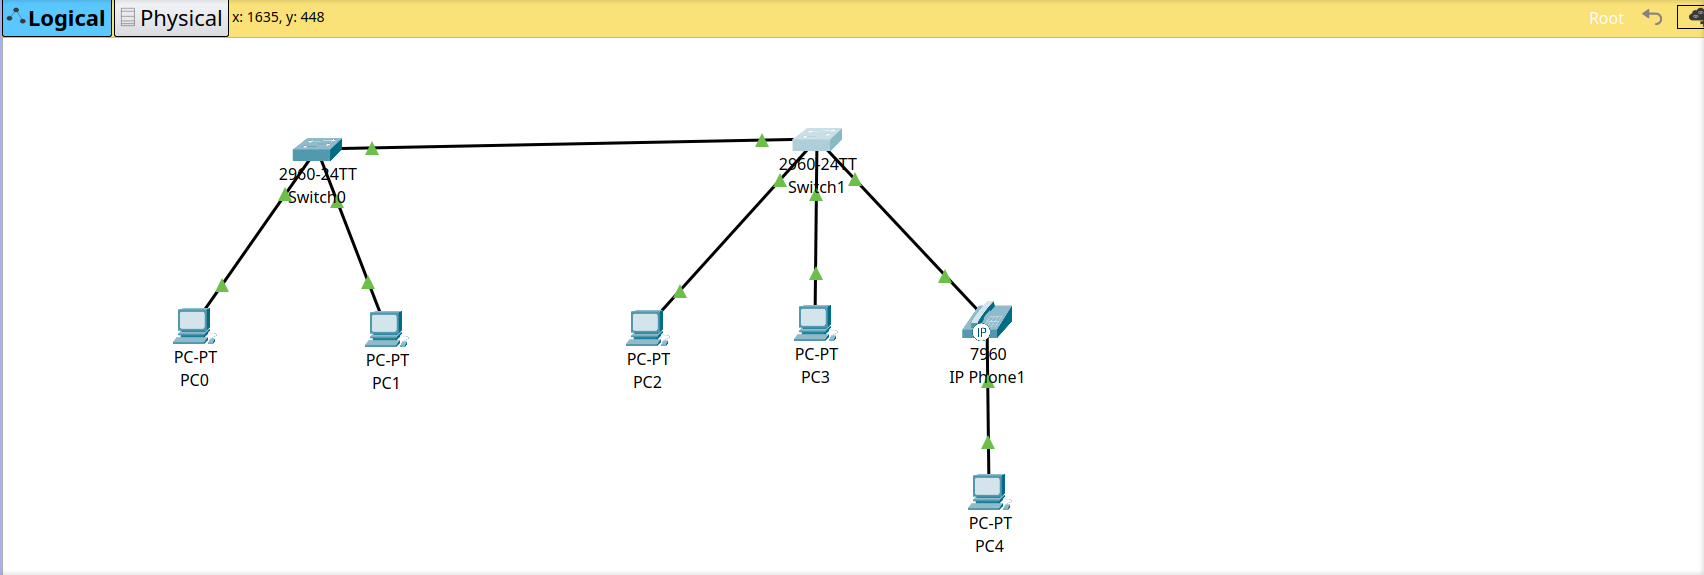 Logical
Physical
x: 1635, y: 448
Root
2960-24TT
Switch0
2960-24TT
Switch1
PC-PT
PC0
PC-PT
PC1
PC-PT
PC2
PC-PT
PC3
IP
7960
IP Phone1
PC-PT
PC4